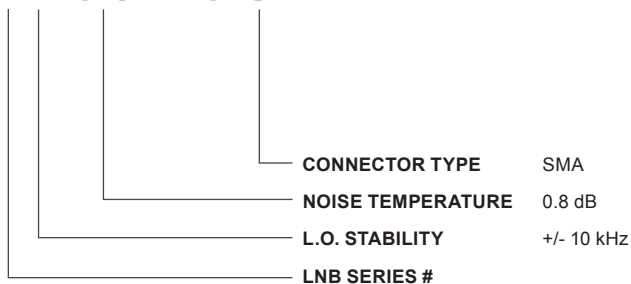 CONNECTOR TYPE SMA
NOISE TEMPERATURE 0.8 dB
L.O. STABILITY +/- 10 kHz
LNB SERIES #